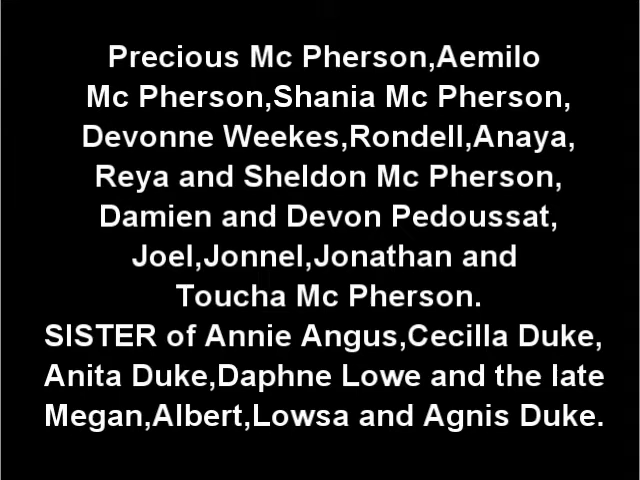 Precious Mc Pherson,Aemilo
Mc Pherson,Shania Mc Pherson,
Devonne Weekes,Rondell,Anaya,
Reya and Sheldon Mc Pherson,
Damien and Devon Pedoussat,
Joel,Jonnel,Jonathan and
Toucha Mc Pherson.
SISTER of Annie Angus,Cecilla Duke,
Anita Duke,Daphne Lowe and the late
Megan,Albert,Lowsa and Agnis Duke.